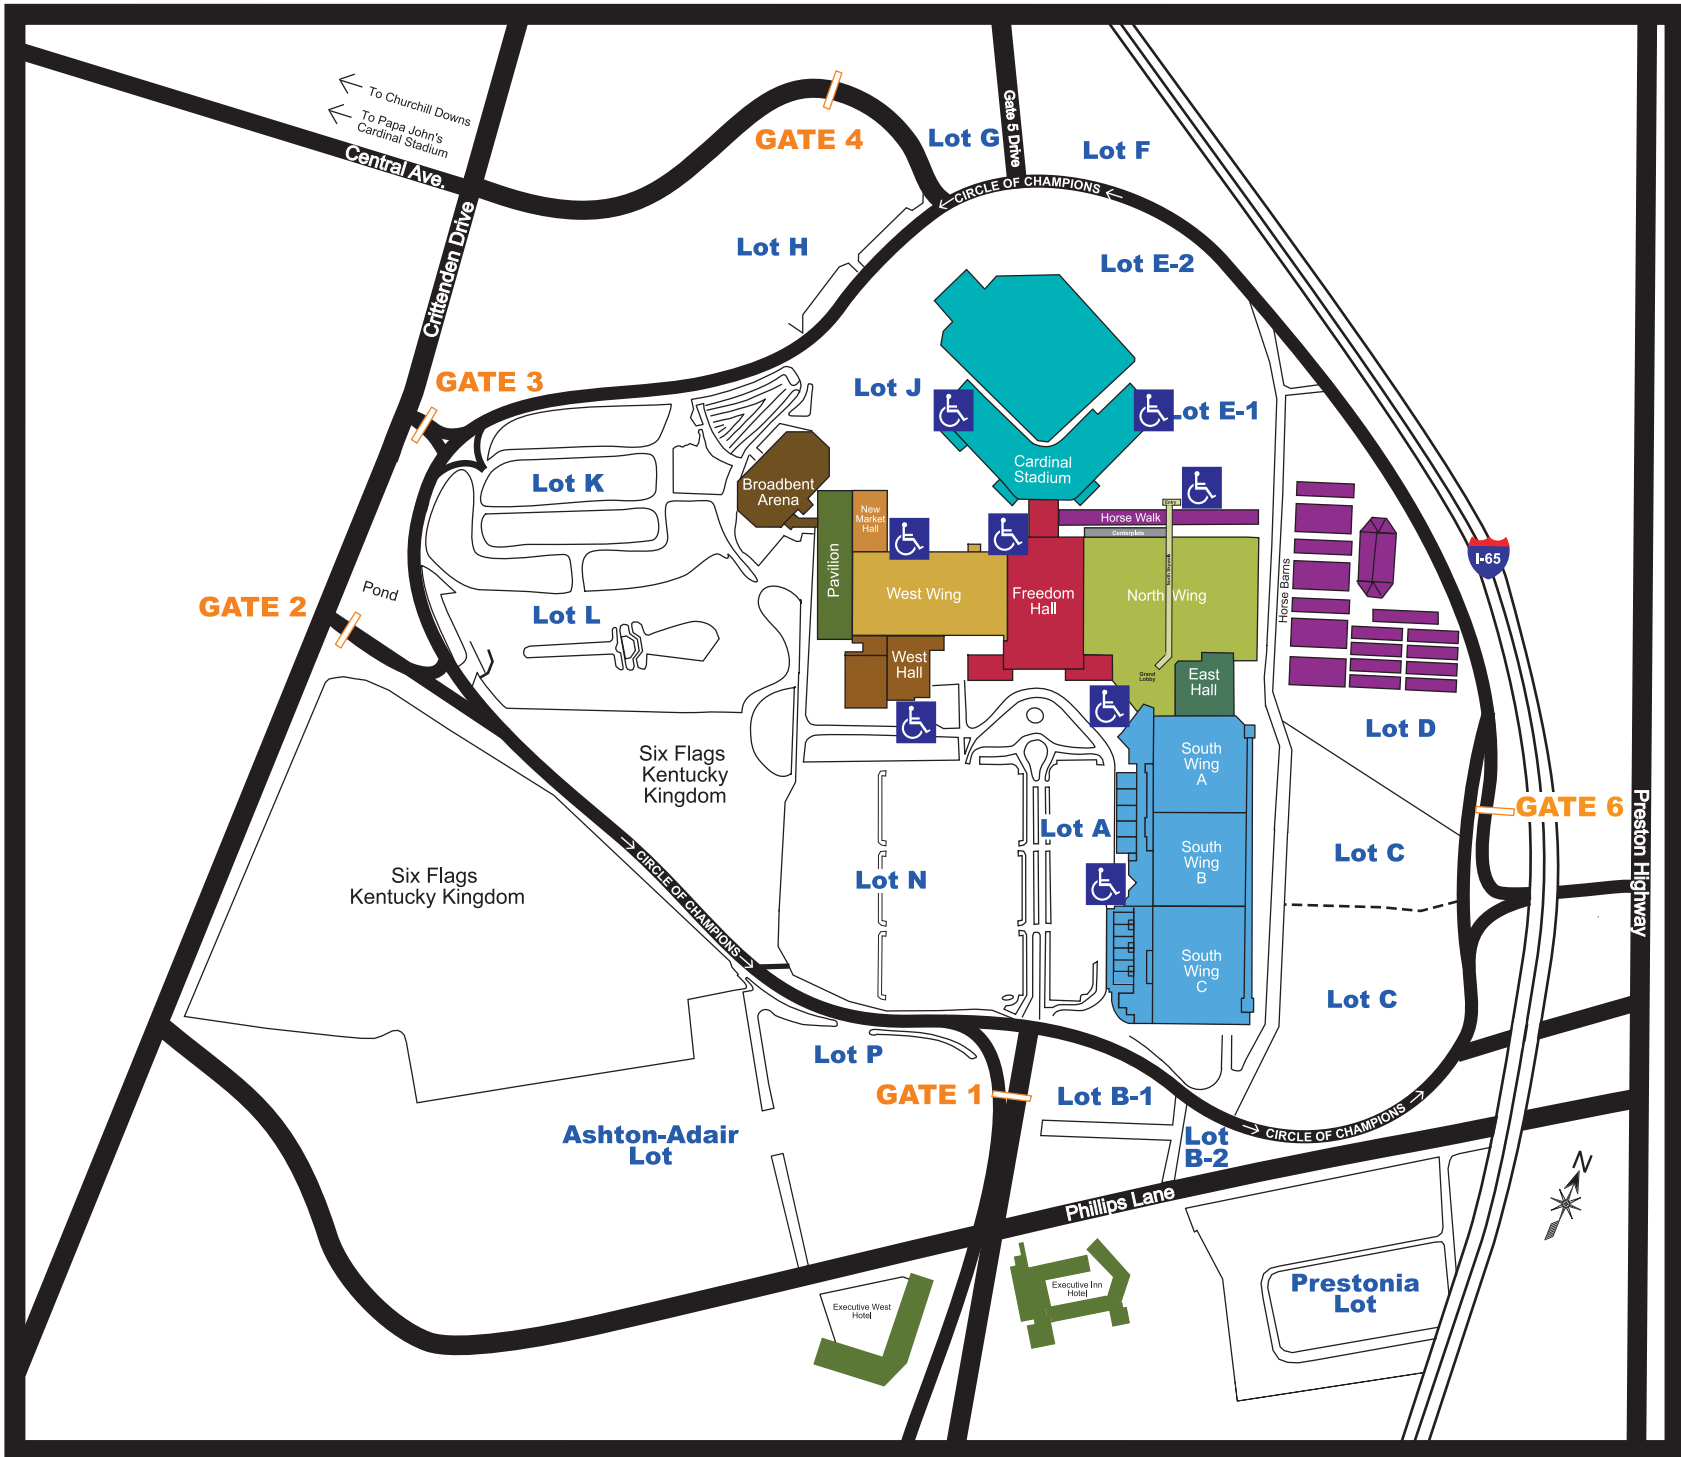 To Churchill Downs
To Papa John's
Cardinal Stadium
Central Ave.
Crittenden Drive
GATE 4
Lot G
Gate 5 Drive
Lot F
CIRCLE OF CHAMPIONS
Lot H
Lot E-2
GATE 3
Lot J
Lot E-1
Cardinal
Stadium
Lot K
Broadbent
Arena
New
Market
Hall
Entry
Horse Walk
Centerplate
I-65
Pavilion
West Wing
Freedom
Hall
North Wing
Horse Barns
Pond
GATE 2
Lot L
West
Hall
Grand
Lobby
East
Hall
Lot D
Six Flags
Kentucky
Kingdom
South
Wing
A
GATE 6
Preston Highway
Lot A
South
Wing
B
Lot C
Lot N
Six Flags
Kentucky Kingdom
CIRCLE OF CHAMPIONS
South
Wing
C
Lot C
Lot P
GATE 1
Lot B-1
CIRCLE OF CHAMPIONS
Lot
B-2
Ashton-Adair
Lot
Phillips Lane
N
Executive West
Hotel
Executive Inn
Hotel
Prestonia
Lot